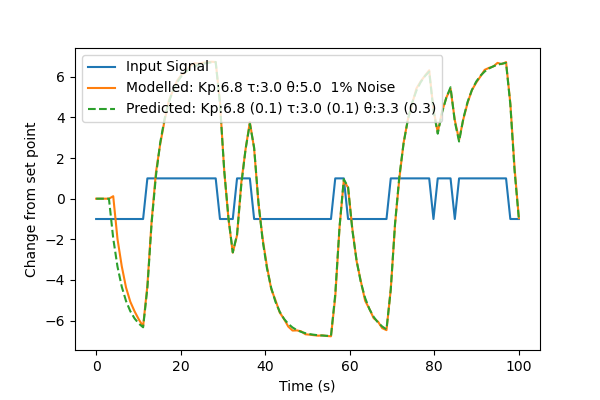 Input Signal
Modelled: Kp:6.8 τ:3.0 θ:5.0  1% Noise
Predicted: Kp:6.8 (0.1) τ:3.0 (0.1) θ:3.3 (0.3)
6
4
2
0
−2
−4
−6
Change from set point
0 20 40 60 80 100
Time (s)